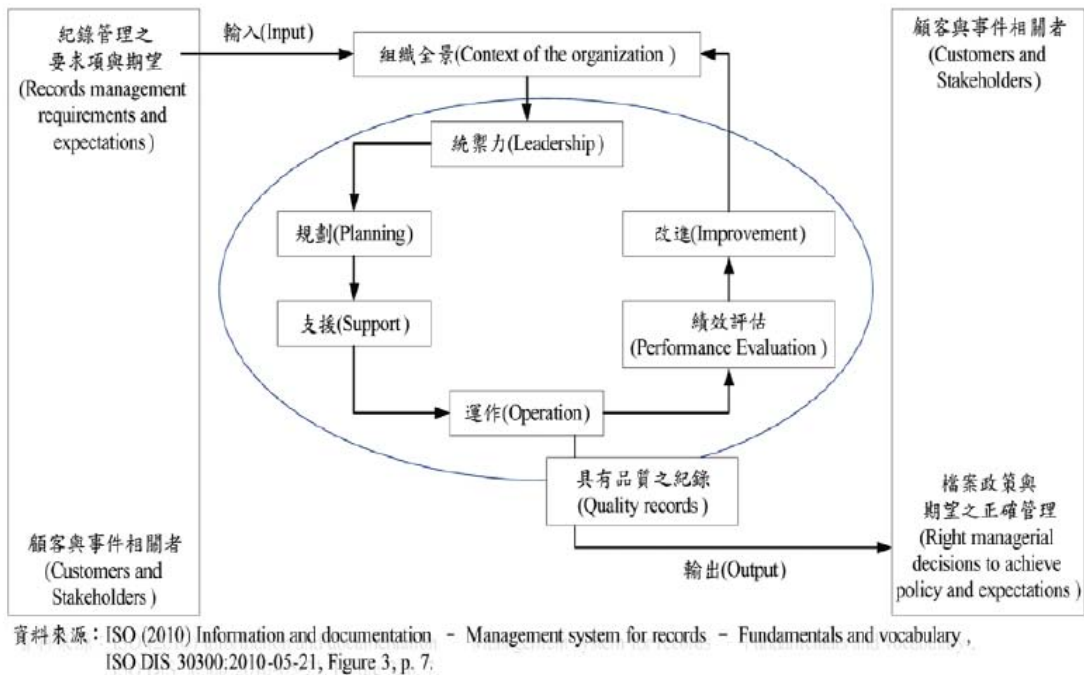 紀錄管理之
要求項與期望
(Records management
requirements and
expectations)
顧客與事件相關者
(Customers and
Stakeholders)
輸入(Input)
組織全景(Context of the organization)
統禦力(Leadership)
規劃(Planning)
支援(Support)
運作(Operation)
具有品質之紀錄
(Quality records)
績效評估
(Performance Evaluation)
改進(Improvement)
輸出(Output)
顧客與事件相關者
(Customers and
Stakeholders)
檔案政策與
期望之正確管理
(Right managerial
decisions to achieve
policy and expectations)
資料來源：ISO (2010) Information and documentation － Management system for records － Fundamentals and vocabulary，
ISO DIS 30300:2010-05-21, Figure 3, p. 7.